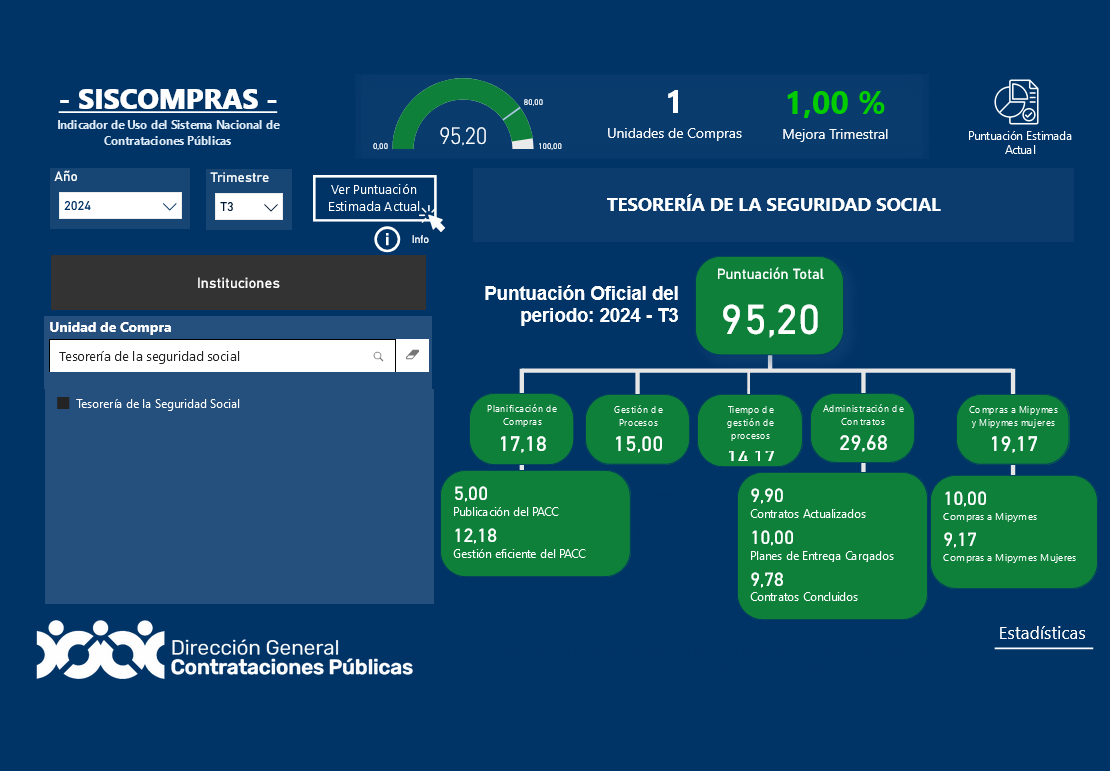 - SISCOMPRAS -
Indicador de Uso del Sistema Nacional de
Contrataciones Públicas
0,00
95,20
80,00
100,00
1
Unidades de Compras
1,00 %
Mejora Trimestral
Puntuación Estimada
Actual
Año
2024
Trimestre
T3
Ver Puntuación
Estimada Actual
Info
TESORERÍA DE LA SEGURIDAD SOCIAL
Instituciones
Unidad de Compra
Tesorería de la seguridad social
Tesorería de la Seguridad Social
Puntuación Oficial del
periodo: 2024 - T3
Puntuación Total
95,20
Planificación de
Compras
17,18
Gestión de
Procesos
15,00
Tiempo de
gestión de
procesos
14,17
Administración de
Contratos
29,68
Compras a Mipymes
y Mipymes mujeres
19,17
5,00
Publicación del PACC
12,18
Gestión eficiente del PACC
9,90
Contratos Actualizados
10,00
Planes de Entrega Cargados
9,78
Contratos Concluidos
10,00
Compras a Mipymes
9,17
Compras a Mipymes Mujeres
Dirección General
Contrataciones Públicas
Estadísticas